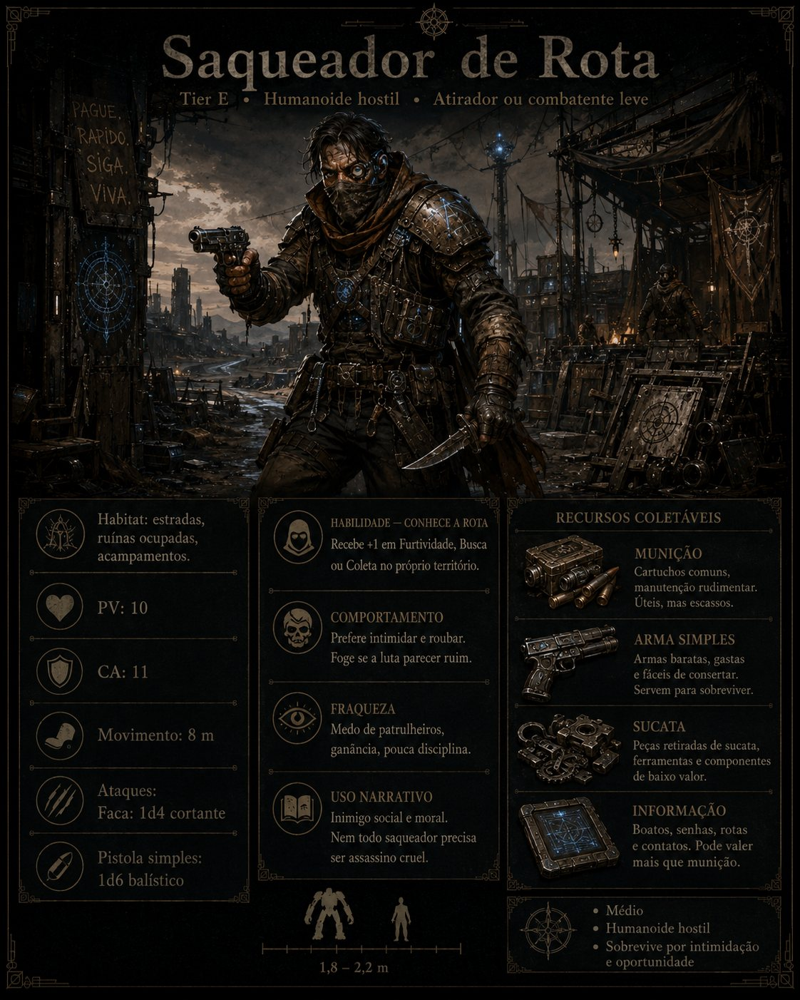 Saqueador de Rota
Tier E • Humanoide hostil • Atirador ou combatente leve
PAGUE.
RAPIDO.
SIGA.
VIVA.
Habitat: estradas,
ruínas ocupadas,
acampamentos.
PV: 10
CA: 11
Movimento: 8 m
Ataques:
Faca: 1d4 cortante
Pistola simples:
1d6 balístico
HABILIDADE — CONHECE A ROTA
Recebe +1 em Furtividade, Busca
ou Coleta no próprio território.
COMPORTAMENTO
Prefere intimidar e roubar.
Foge se a luta parecer ruim.
FRAQUEZA
Medo de patrulheiros,
ganância, pouca disciplina.
USO NARRATIVO
Inimigo social e moral.
Nem todo saqueador precisa
ser assassino cruel.
1,8 – 2,2 m
RECURSOS COLETÁVEIS
MUNIÇÃO
Cartuchos comuns,
manutenção rudimentar.
Úteis, mas escassos.
ARMA SIMPLES
Armas baratas, gastas
e fáceis de consertar.
Servem para sobreviver.
SUCATA
Peças retiradas de sucata,
ferramentas e componentes
de baixo valor.
INFORMAÇÃO
Boatos, senhas, rotas
e contatos. Pode valer
mais que munição.
• Médio
• Humanoide hostil
• Sobrevive por intimidação
e oportunidade